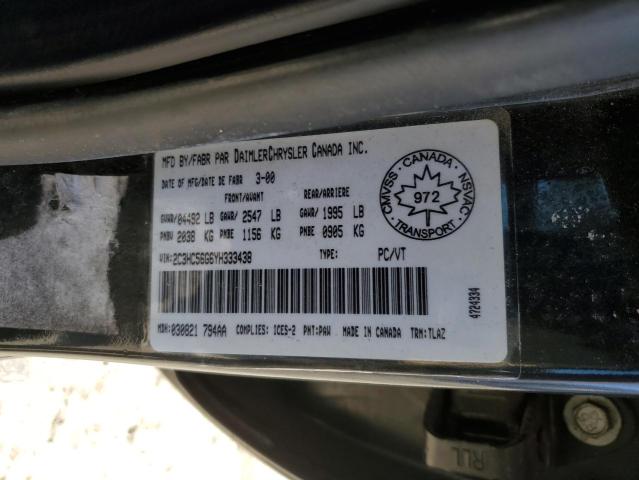 MFD BY/FABR PAR DAIMLERCHRYSLER CANADA INC.
DATE OF MFG/DATE DE FABR 3-00
FRONT/AVANT REAR/ARRIERE
GVWR/04492 LB GAWR/ 2547 LB GAWR/ 1995 LB
PNBV 2038 KG PNBE 1156 KG PNBE 0905 KG
VIN: 2C3HC56G6YH333438 TYPE: PC/VT
MDH: 030821 794AA COMPLIES: ICES-2 PNT: PAW MADE IN CANADA TRM: TLAZ
4724334
CMVSS - CANADA - NSVAC
972
TRANSPORT
RLL